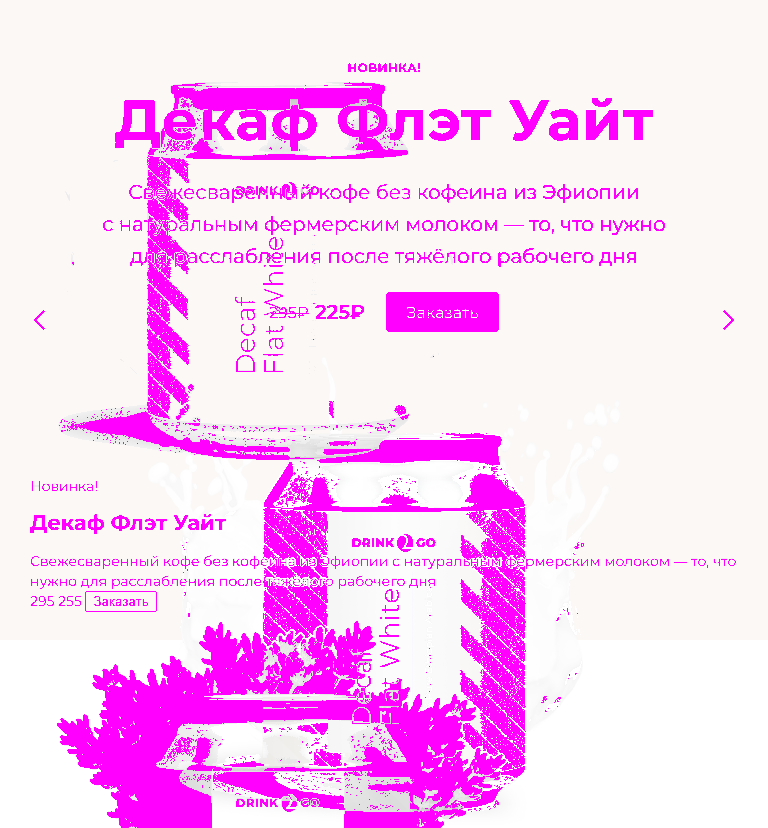 НОВИНКА!
Декаф Флэт Уайт
DRINK 2 GO
Свежесваренный кофе без кофеина из Эфиопии
с натуральным фермерским молоком — то, что нужно
для расслабления после тяжёлого рабочего дня
295₽ 225₽ Заказать
Decaf
Flat White
Новинка!
Декаф Флэт Уайт
DRINK 2 GO
Свежесваренный кофе без кофеина из Эфиопии с натуральным фермерским молоком — то, что
нужно для расслабления после тяжёлого рабочего дня
295 255 Заказать
Decaf
Flat White
DRINK 2 GO